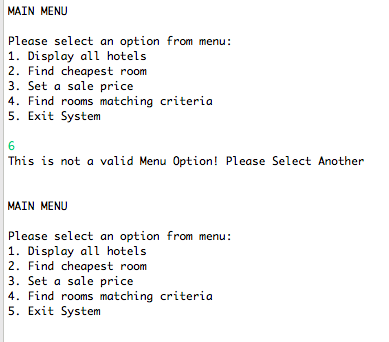 MAIN MENU
Please select an option from menu:
1. Display all hotels
2. Find cheapest room
3. Set a sale price
4. Find rooms matching criteria
5. Exit System
6
This is not a valid Menu Option! Please Select Another
MAIN MENU
Please select an option from menu:
1. Display all hotels
2. Find cheapest room
3. Set a sale price
4. Find rooms matching criteria
5. Exit System